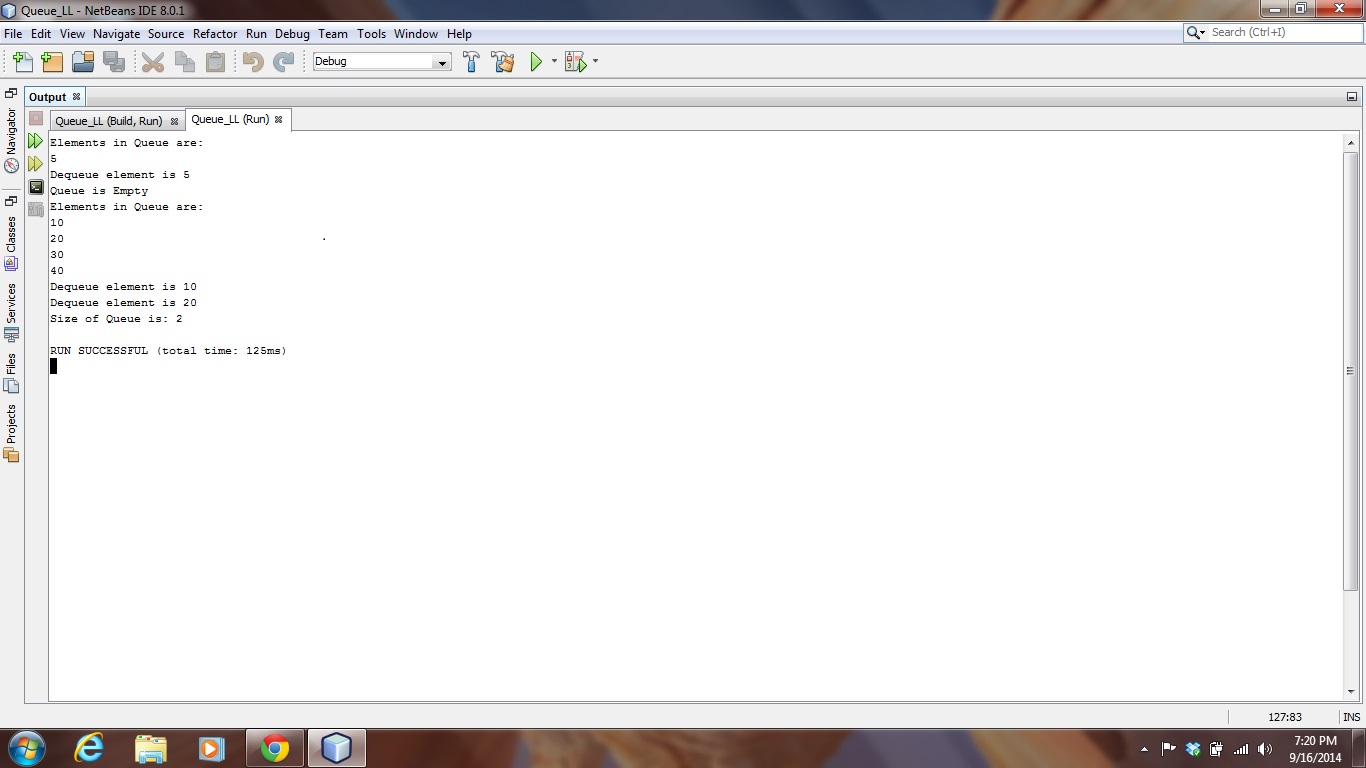 Queue_LL - NetBeans IDE 8.0.1
File Edit View Navigate Source Refactor Run Debug Team Tools Window Help
Search (Ctrl+I)
Debug
Output
Queue_LL (Build, Run)
Queue_LL (Run)
Navigator
Classes
Services
Files
Projects
Elements in Queue are:
5
Dequeue element is 5
Queue is Empty
Elements in Queue are:
10
20
30
40
Dequeue element is 10
Dequeue element is 20
Size of Queue is: 2
RUN SUCCESSFUL (total time: 125ms)
127:83
INS
7:20 PM
9/16/2014